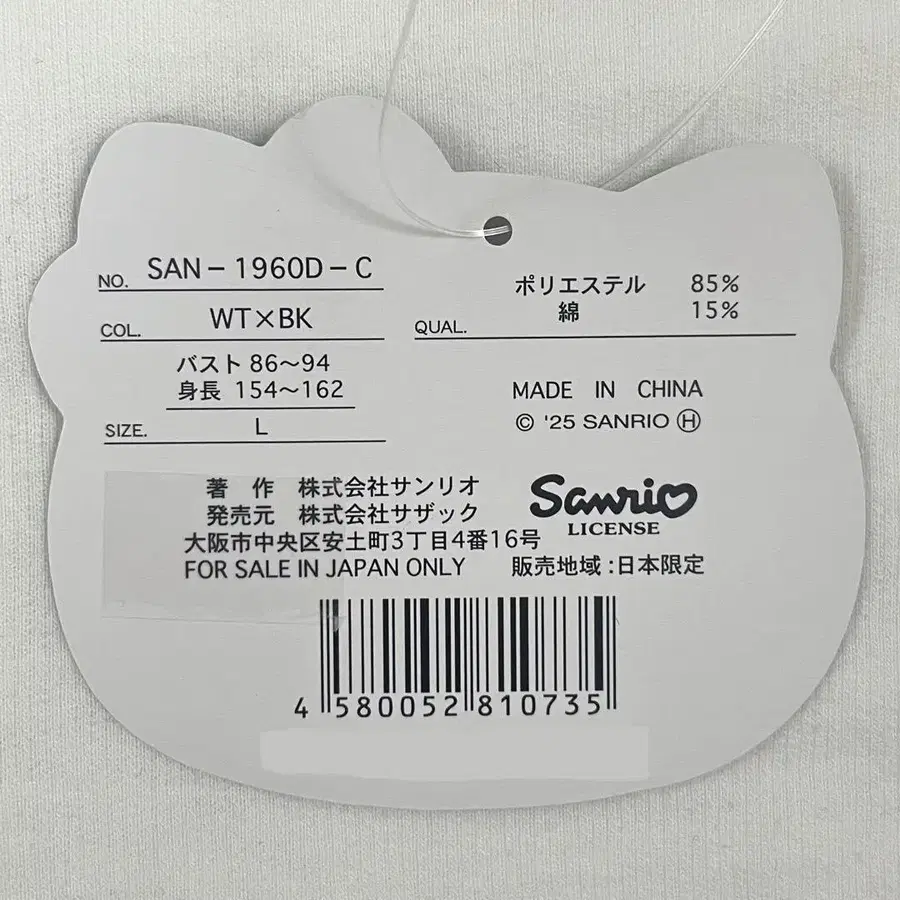 NO. SAN-1960D-C
COL. WT×BK
バスト 86～94
身長 154～162
SIZE. L
ポリエステル 85%
綿 15%
QUAL.
MADE IN CHINA
© '25 SANRIO Ⓗ
著 作 株式会社サンリオ
発売元 株式会社サザック
大阪市中央区安土町3丁目4番16号
Sanrio
LICENSE
FOR SALE IN JAPAN ONLY 販売地域:日本限定
4 580052 810735